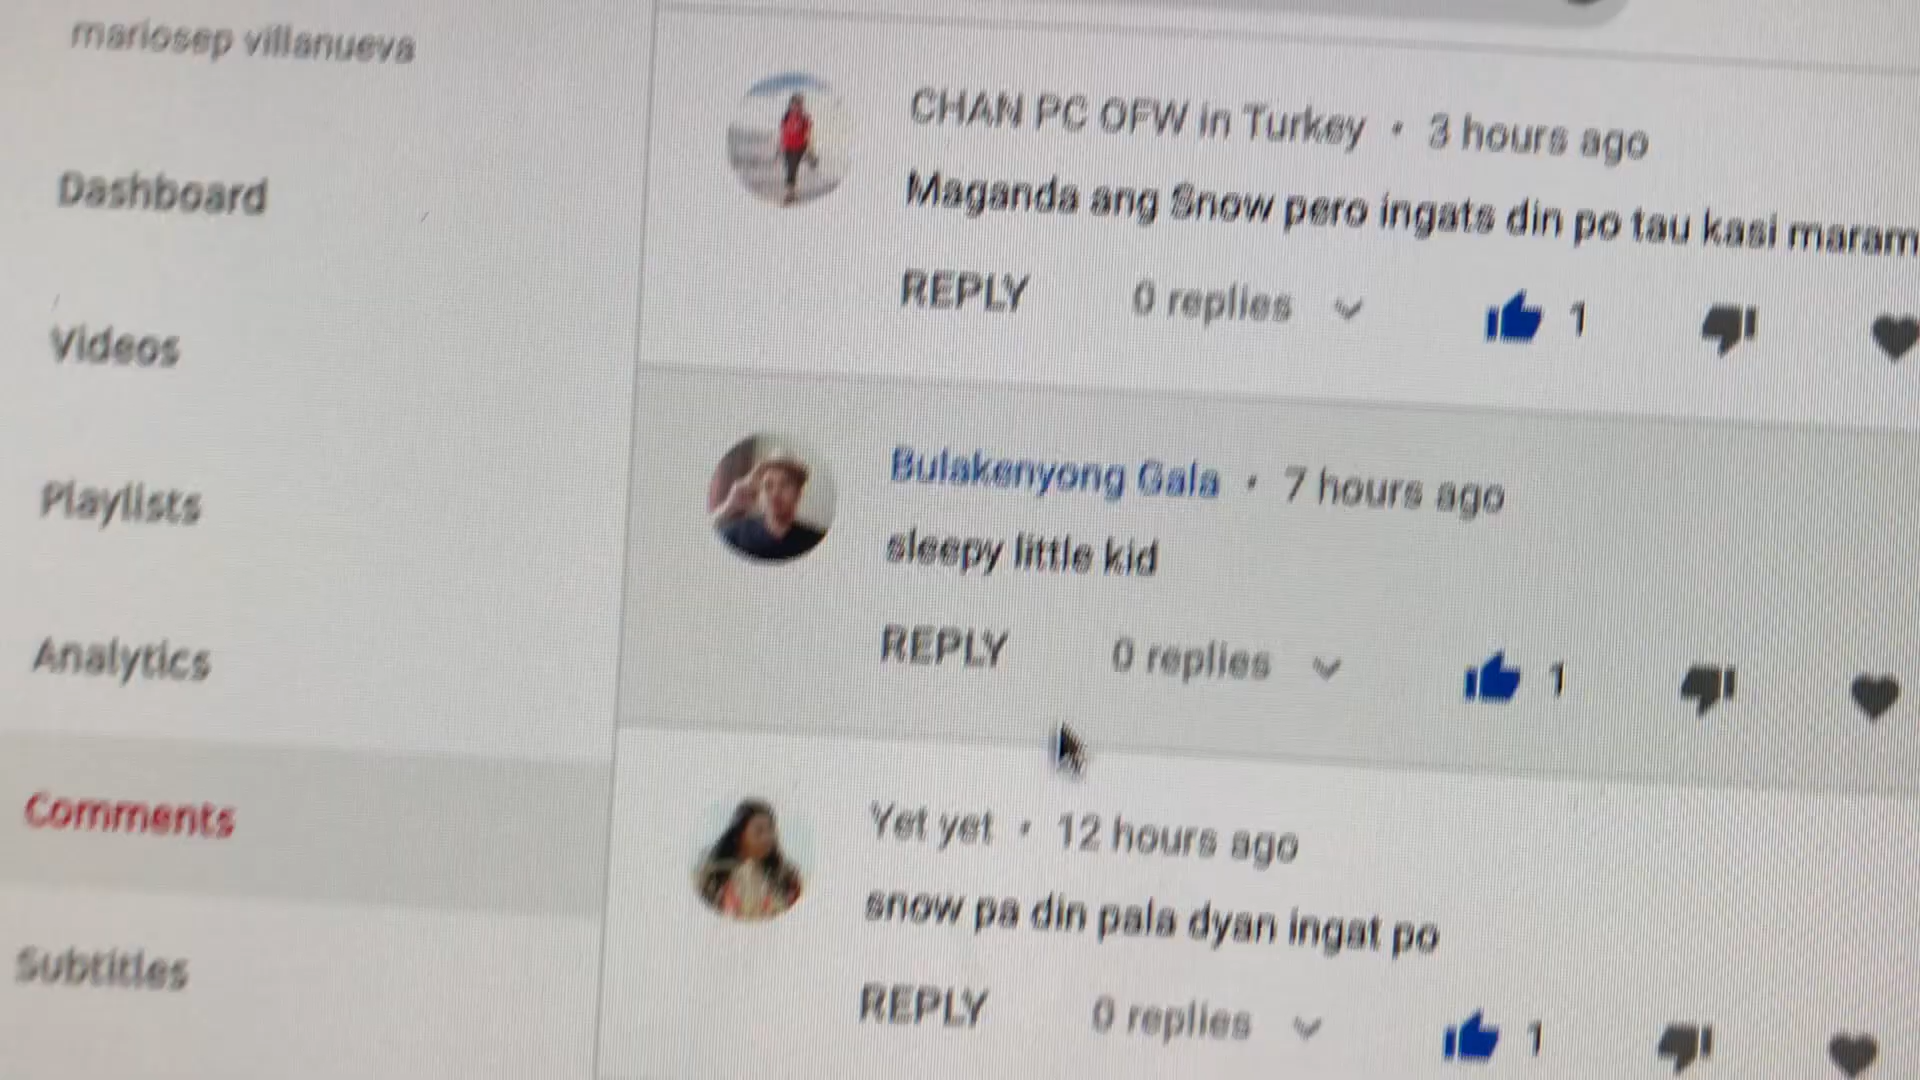 mariosep villanueva
Dashboard
Videos
Playlists
Analytics
Comments
Subtitles
CHAN PC OFW in Turkey • 3 hours ago
Maganda ang Snow pero ingats din po tau kasi maram
REPLY 0 replies 1
Bulakenyong Gala • 7 hours ago
sleepy little kid
REPLY 0 replies 1
Yet yet • 12 hours ago
snow pa din pala dyan ingat po
REPLY 0 replies 1